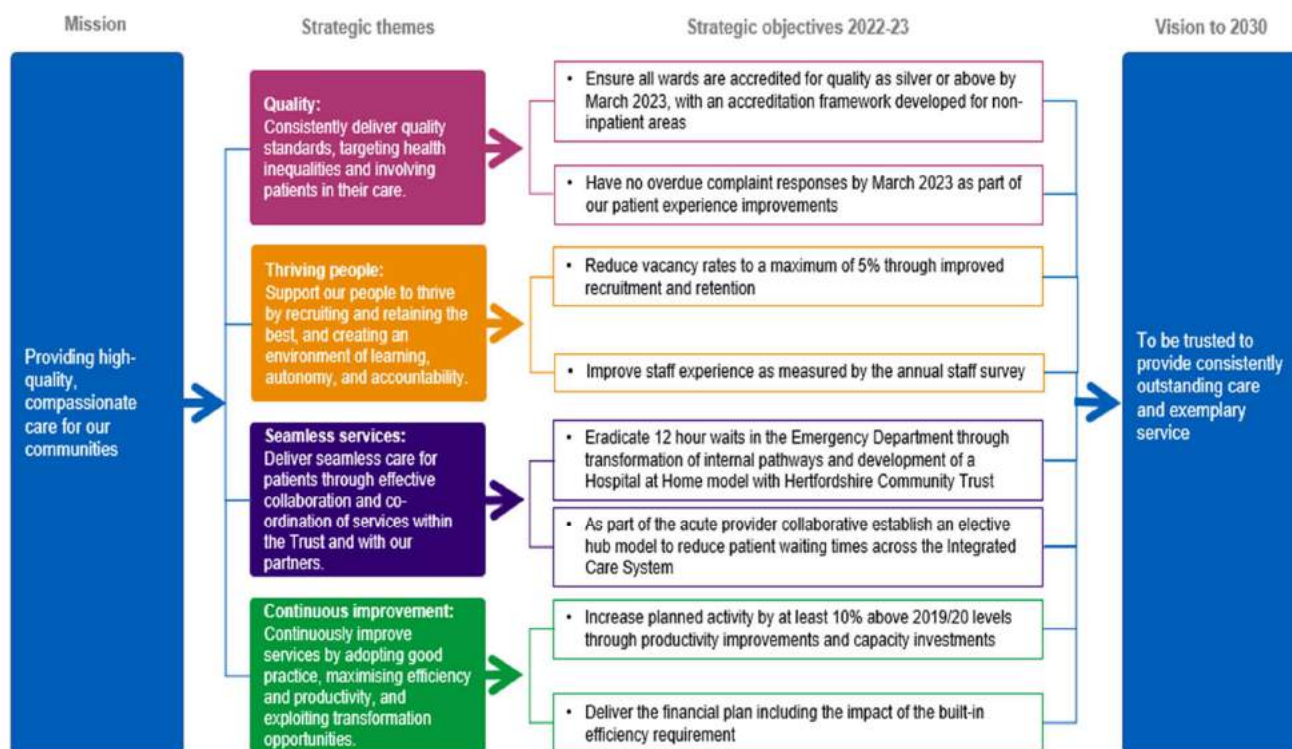 Mission
Strategic themes
Strategic objectives 2022-23
Vision to 2030
Providing high-
quality,
compassionate
care for our
communities
Quality:
Consistently deliver quality
standards, targeting health
inequalities and involving
patients in their care.
• Ensure all wards are accredited for quality as silver or above by
March 2023, with an accreditation framework developed for non-
inpatient areas
• Have no overdue complaint responses by March 2023 as part of
our patient experience improvements
Thriving people:
Support our people to thrive
by recruiting and retaining the
best, and creating an
environment of learning,
autonomy, and accountability.
• Reduce vacancy rates to a maximum of 5% through improved
recruitment and retention
• Improve staff experience as measured by the annual staff survey
Seamless services:
Deliver seamless care for
patients through effective
collaboration and co-
ordination of services within
the Trust and with our
partners.
• Eradicate 12 hour waits in the Emergency Department through
transformation of internal pathways and development of a
Hospital at Home model with Hertfordshire Community Trust
• As part of the acute provider collaborative establish an elective
hub model to reduce patient waiting times across the Integrated
Care System
Continuous improvement:
Continuously improve
services by adopting good
practice, maximising efficiency
and productivity, and
exploiting transformation
opportunities.
• Increase planned activity by at least 10% above 2019/20 levels
through productivity improvements and capacity investments
• Deliver the financial plan including the impact of the built-in
efficiency requirement
To be trusted to
provide consistently
outstanding care
and exemplary
service